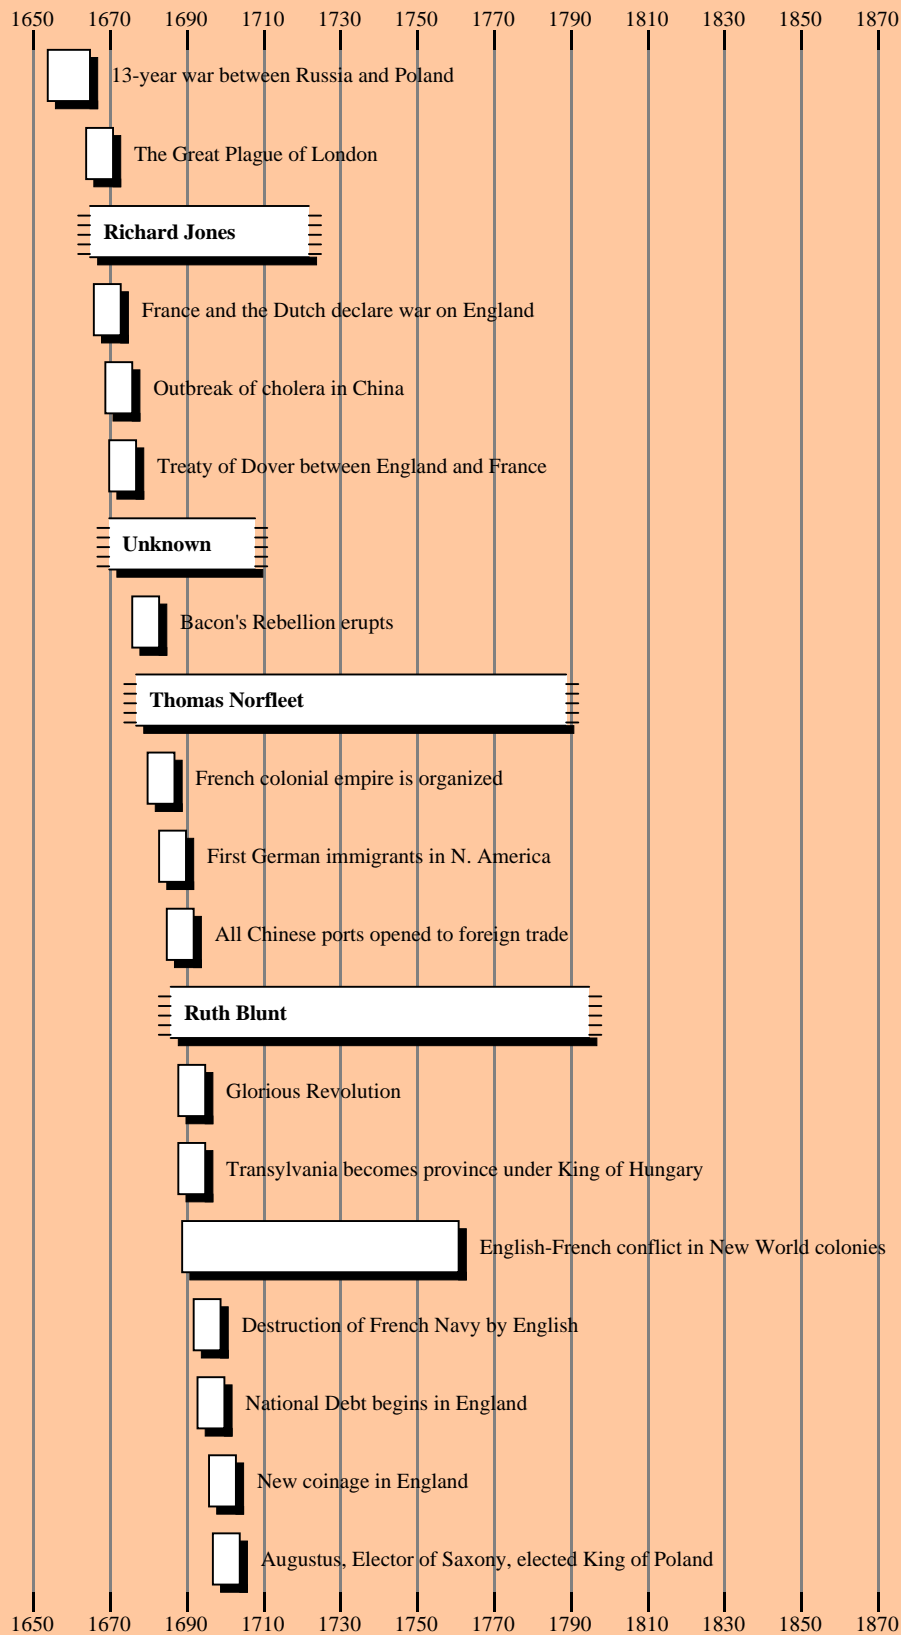 1650 1670 1690 1710 1730 1750 1770 1790 1810 1830 1850 1870
13-year war between Russia and Poland
The Great Plague of London
Richard Jones
France and the Dutch declare war on England
Outbreak of cholera in China
Treaty of Dover between England and France
Unknown
Bacon's Rebellion erupts
Thomas Norfleet
French colonial empire is organized
First German immigrants in N. America
All Chinese ports opened to foreign trade
Ruth Blunt
Glorious Revolution
Transylvania becomes province under King of Hungary
English-French conflict in New World colonies
Destruction of French Navy by English
National Debt begins in England
New coinage in England
Augustus, Elector of Saxony, elected King of Poland
1650 1670 1690 1710 1730 1750 1770 1790 1810 1830 1850 1870